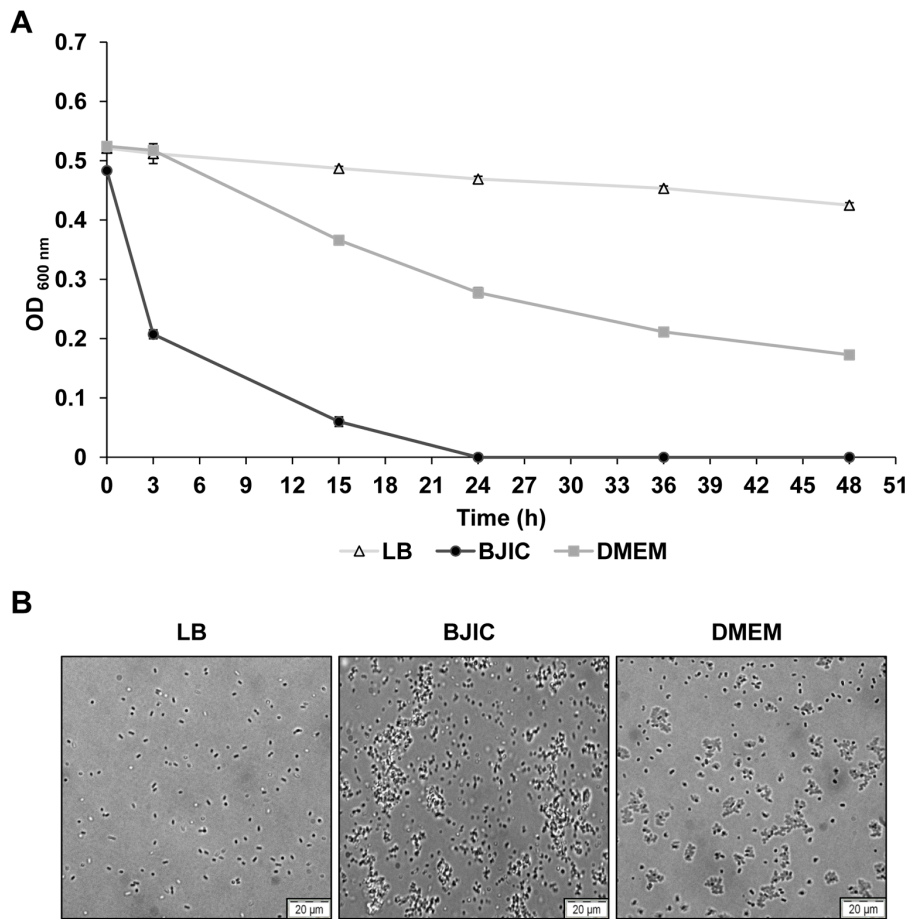 A
0.7
0.6
0.5
0.4
0.3
0.2
0.1
0
OD 600 nm
0 3 6 9 12 15 18 21 24 27 30 33 36 39 42 45 48 51
Time (h)
LB BJIC DMEM
B
LB BJIC DMEM
20 µm 20 µm 20 µm